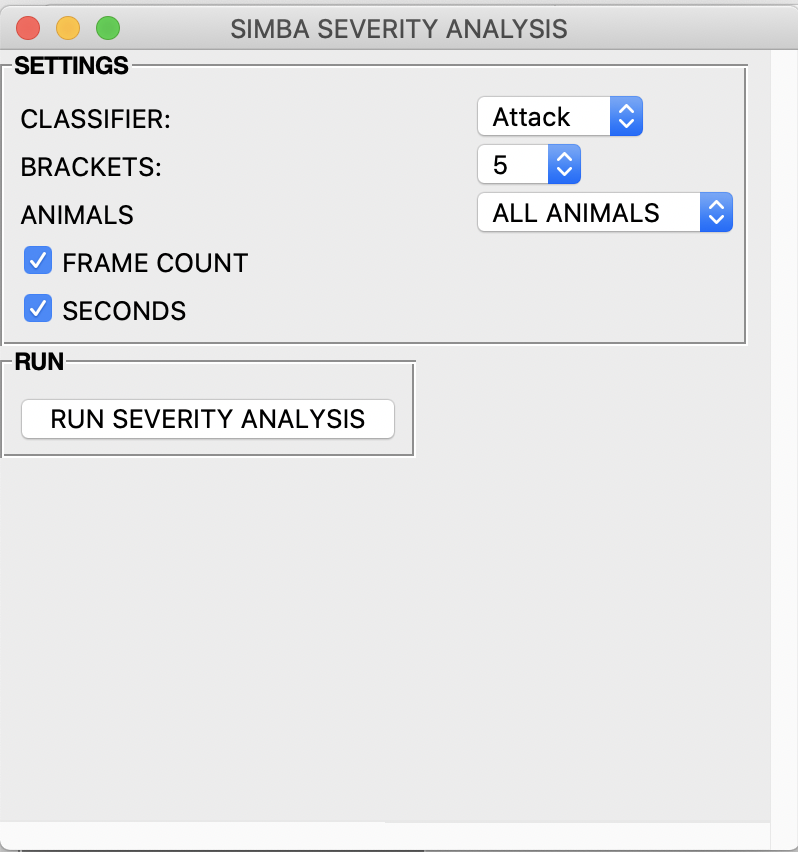 SIMBA SEVERITY ANALYSIS
SETTINGS
CLASSIFIER: Attack
BRACKETS: 5
ANIMALS ALL ANIMALS
FRAME COUNT
SECONDS
RUN
RUN SEVERITY ANALYSIS